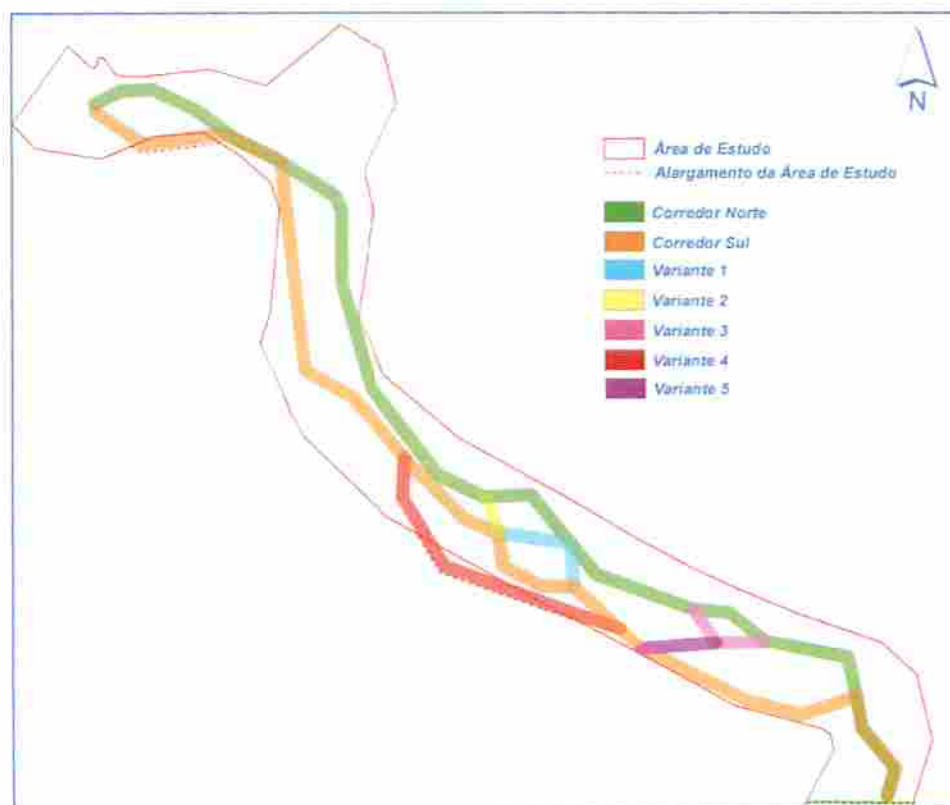 N
Área de Estudo
Alargamento da Área de Estudo
Corredor Norte
Corredor Sul
Variante 1
Variante 2
Variante 3
Variante 4
Variante 5